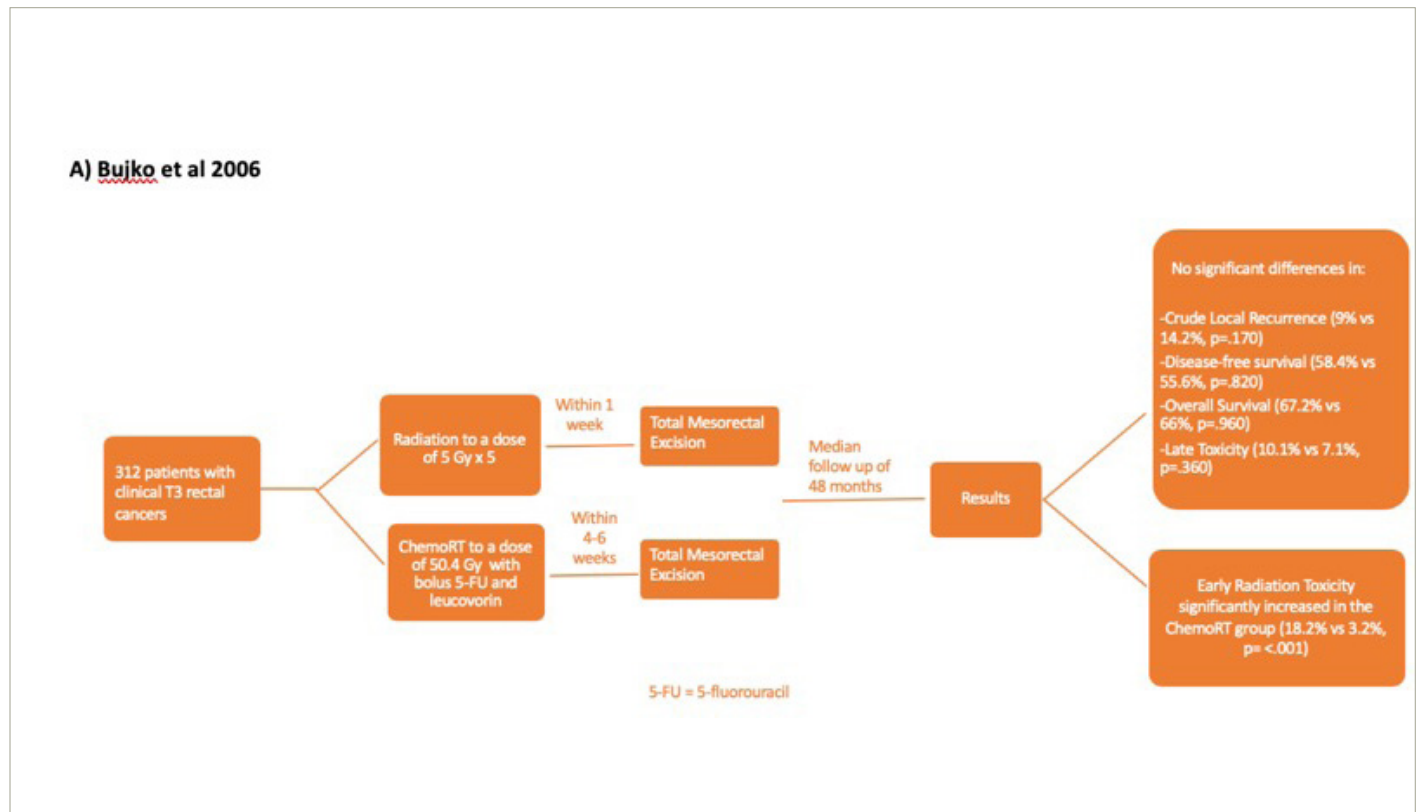 A) Bujko et al 2006
312 patients with
clinical T3 rectal
cancers
Radiation to a dose
of 5 Gy x 5
Within 1
week
Total Mesorectal
Excision
ChemoRT to a dose
of 50.4 Gy with
bolus 5-FU and
leucovorin
Within
4-6
weeks
Total Mesorectal
Excision
Median
follow up of
48 months
Results
No significant differences in:
-Crude Local Recurrence (9% vs
14.2%, p=.170)
-Disease-free survival (58.4% vs
55.6%, p=.820)
-Overall Survival (67.2% vs
66%, p=.960)
-Late Toxicity (10.1% vs 7.1%,
p=.360)
Early Radiation Toxicity
significantly increased in the
ChemoRT group (18.2% vs 3.2%,
p= <.001)
5-FU = 5-fluorouracil